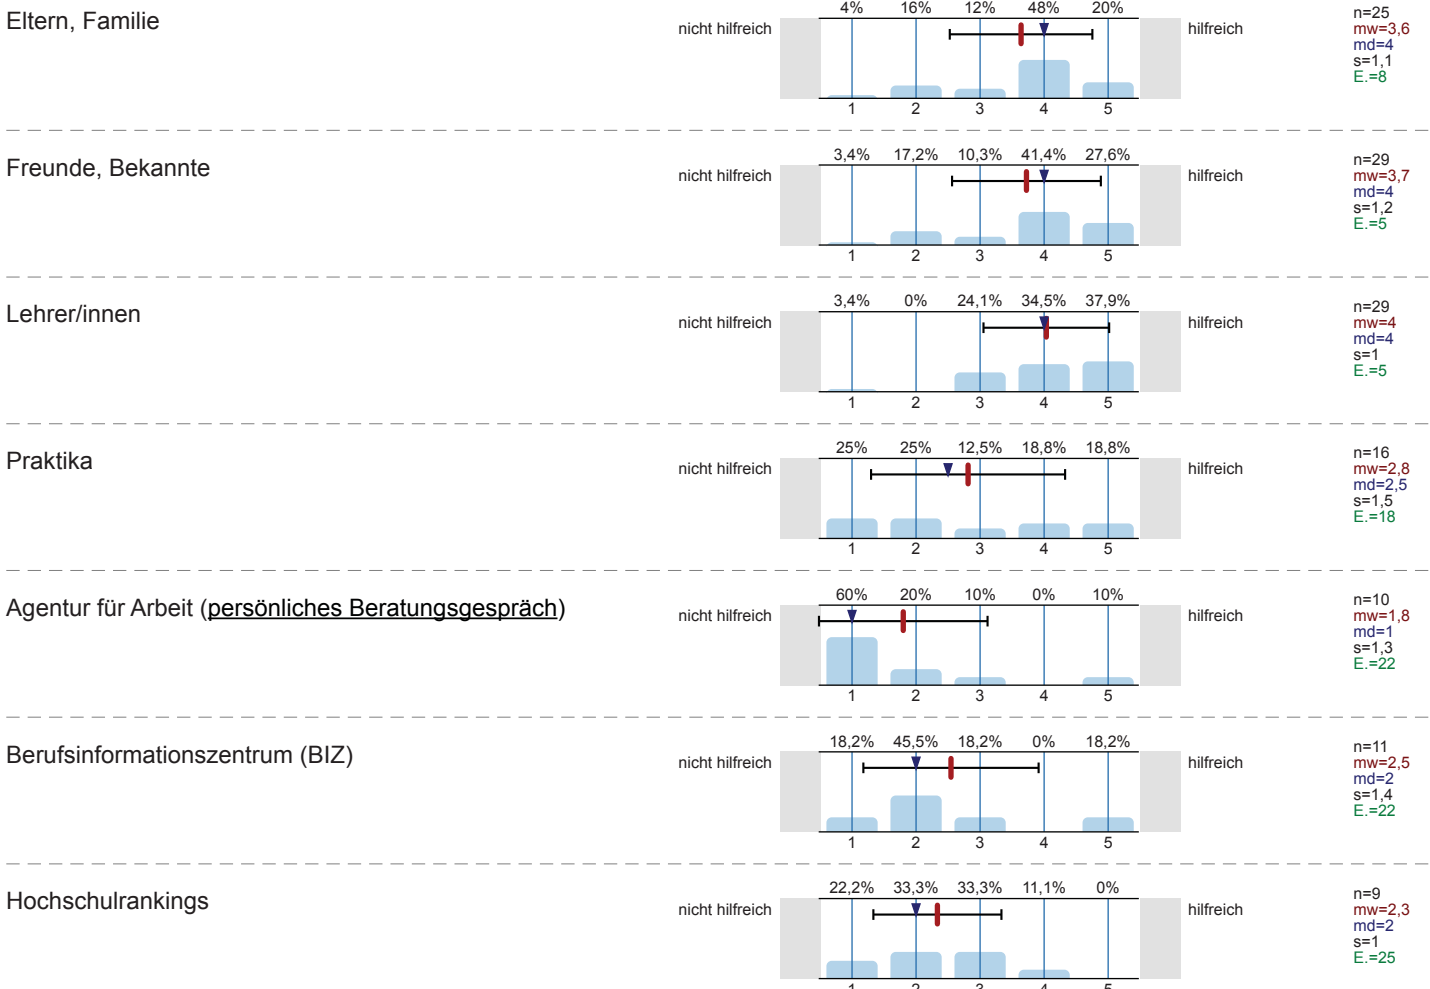 Eltern, Familie
4% 16% 12% 48% 20%
nicht hilfreich
hilfreich
1 2 3 4 5
n=25
mw=3,6
md=4
s=1,1
E.=8
Freunde, Bekannte
3,4% 17,2% 10,3% 41,4% 27,6%
nicht hilfreich
hilfreich
1 2 3 4 5
n=29
mw=3,7
md=4
s=1,2
E.=5
Lehrer/innen
3,4% 0% 24,1% 34,5% 37,9%
nicht hilfreich
hilfreich
1 2 3 4 5
n=29
mw=4
md=4
s=1
E.=5
Praktika
25% 25% 12,5% 18,8% 18,8%
nicht hilfreich
hilfreich
1 2 3 4 5
n=16
mw=2,8
md=2,5
s=1,5
E.=18
Agentur für Arbeit (persönliches Beratungsgespräch)
60% 20% 10% 0% 10%
nicht hilfreich
hilfreich
1 2 3 4 5
n=10
mw=1,8
md=1
s=1,3
E.=22
Berufsinformationszentrum (BIZ)
18,2% 45,5% 18,2% 0% 18,2%
nicht hilfreich
hilfreich
1 2 3 4 5
n=11
mw=2,5
md=2
s=1,4
E.=22
Hochschulrankings
22,2% 33,3% 33,3% 11,1% 0%
nicht hilfreich
hilfreich
1 2 3 4 5
n=9
mw=2,3
md=2
s=1
E.=25